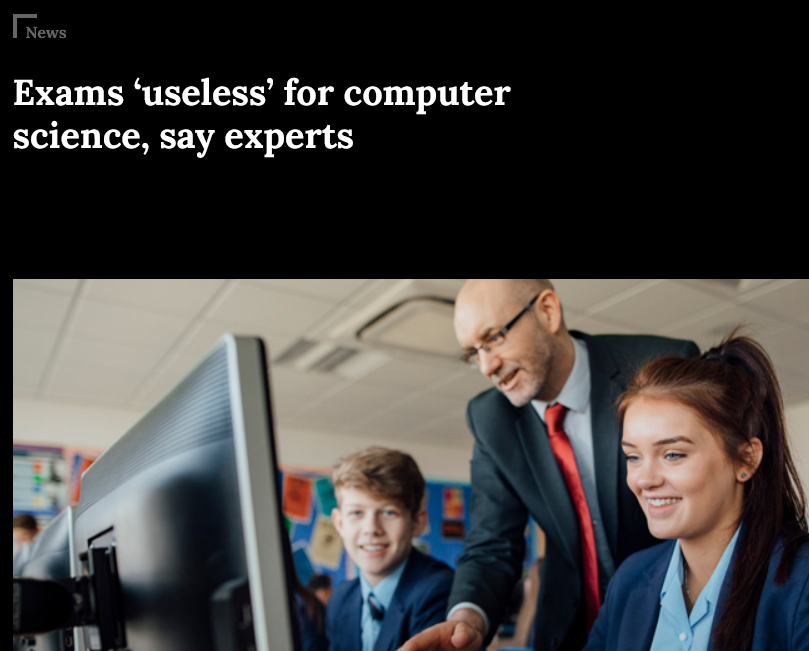 News
Exams ‘useless’ for computer
science, say experts